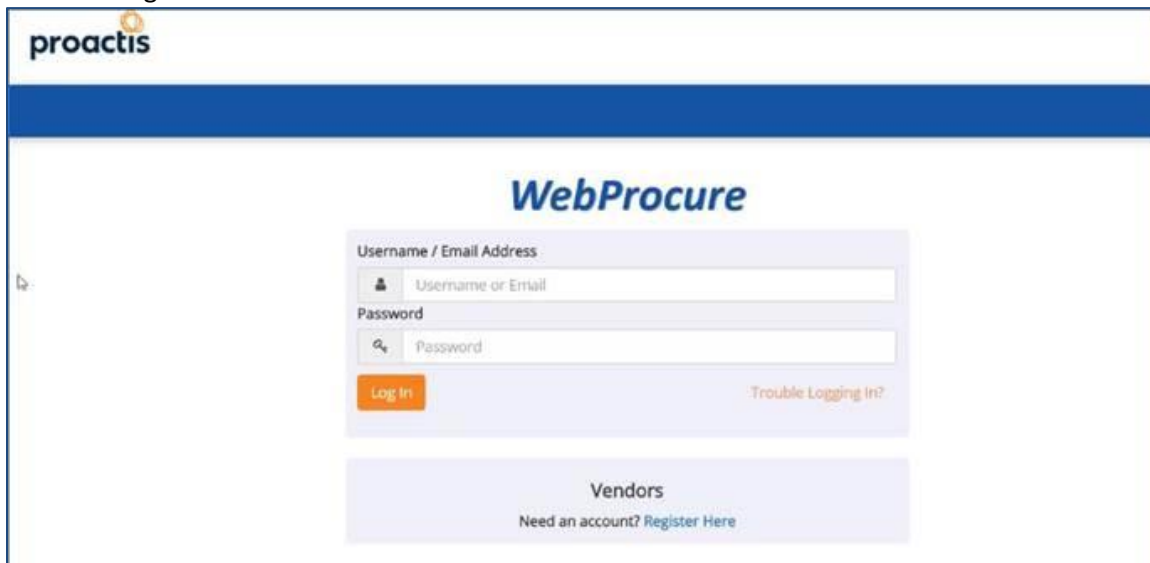 proactis
WebProcure
Username / Email Address
Username or Email
Password
Password
Log In
Trouble Logging In?
Vendors
Need an account? Register Here